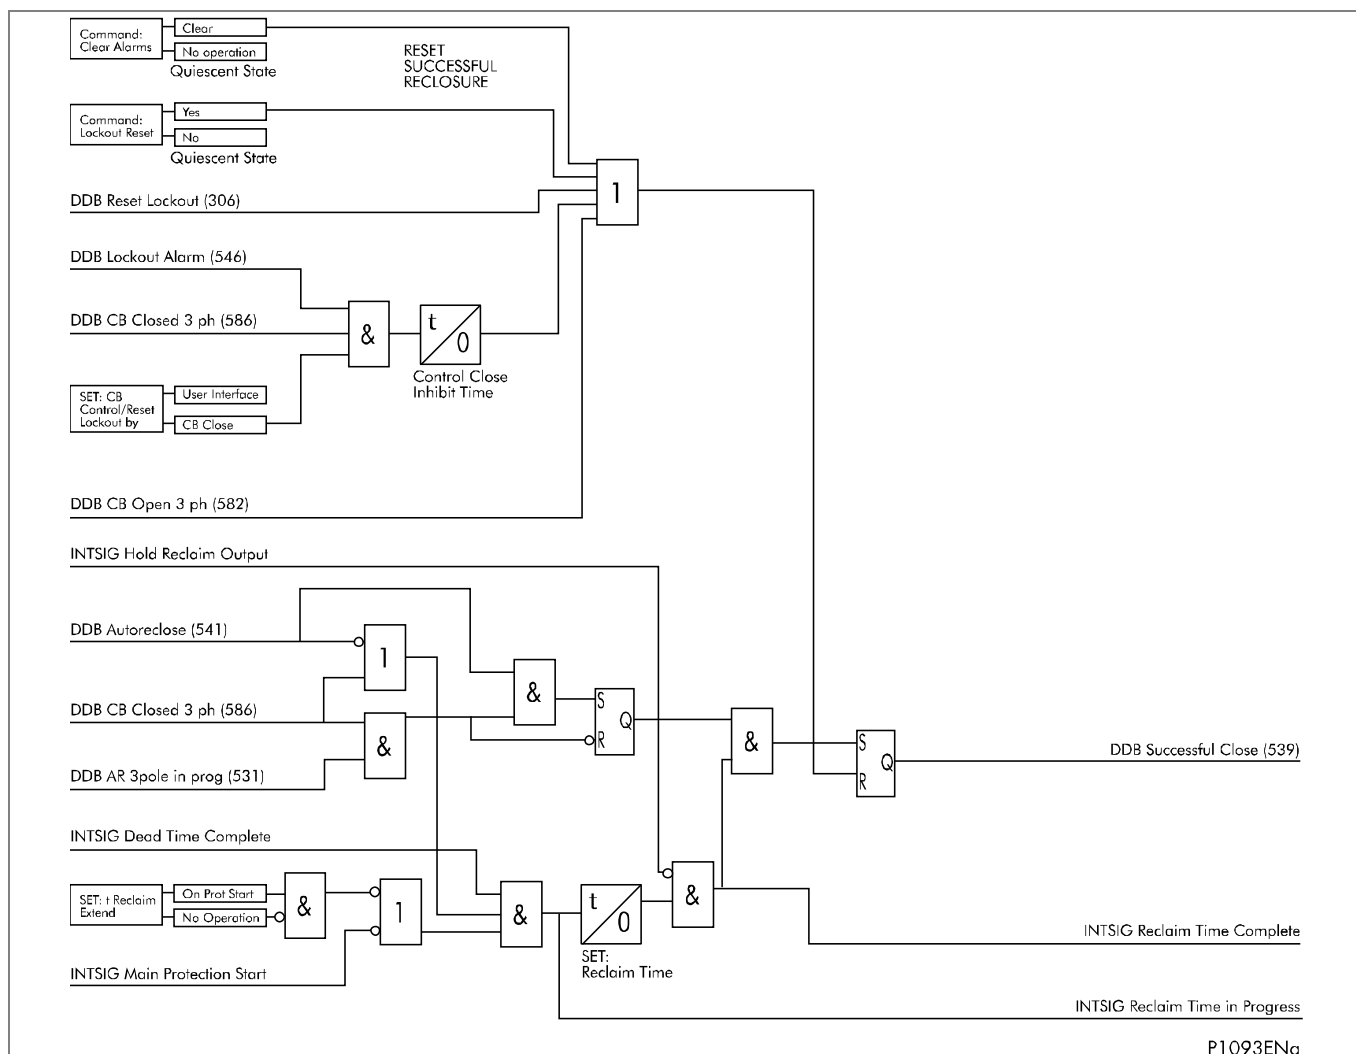 Command:
Clear Alarms
Clear
No operation
Quiescent State
RESET
SUCCESSFUL
RECLOSURE
Command:
Lockout Reset
Yes
No
Quiescent State
1
DDB Reset Lockout (306)
DDB Lockout Alarm (546)
DDB CB Closed 3 ph (586)
&
t
0
Control Close
Inhibit Time
SET: CB
Control/Reset
Lockout by
User Interface
CB Close
DDB CB Open 3 ph (582)
INTSIG Hold Reclaim Output
DDB Autoreclose (541)
1
&
S
Q
R
DDB CB Closed 3 ph (586)
&
DDB AR 3pole in prog (531)
&
S
Q
R
DDB Successful Close (539)
INTSIG Dead Time Complete
SET: t Reclaim
Extend
On Prot Start
No Operation
&
1
&
t
0
SET:
Reclaim Time
&
INTSIG Reclaim Time Complete
INTSIG Main Protection Start
INTSIG Reclaim Time in Progress
P1093ENa